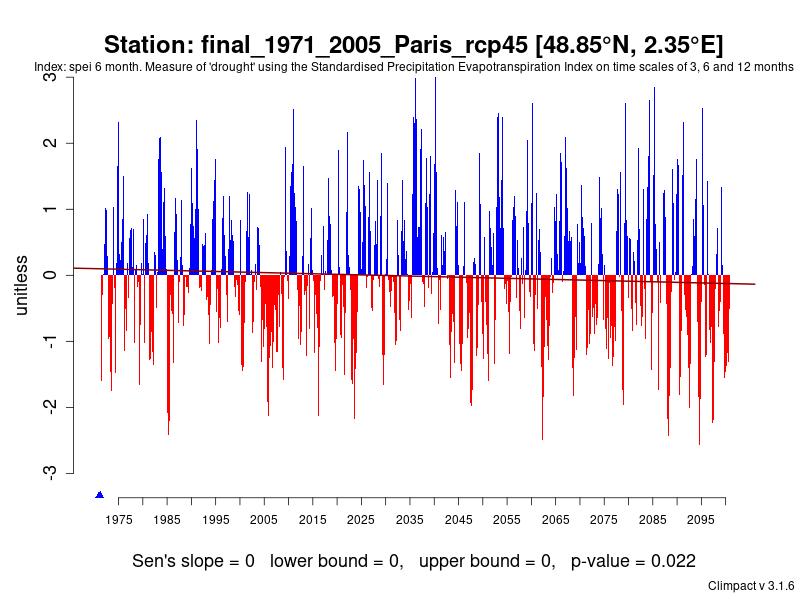 Station: final_1971_2005_Paris_rcp45 [48.85°N, 2.35°E]
Index: spei 6 month. Measure of 'drought' using the Standardised Precipitation Evapotranspiration Index on time scales of 3, 6 and 12 months
3
2
1
0
-1
-2
-3
unitless
1975 1985 1995 2005 2015 2025 2035 2045 2055 2065 2075 2085 2095
Sen's slope = 0 lower bound = 0, upper bound = 0, p-value = 0.022
Climpact v 3.1.6